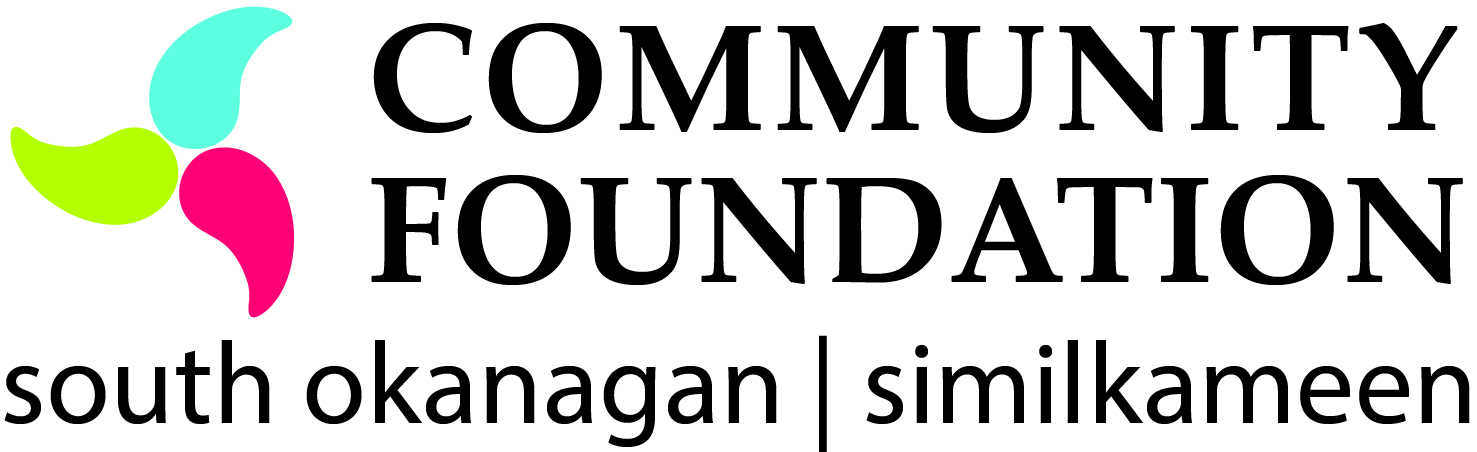 COMMUNITY
FOUNDATION
south okanagan | similkameen